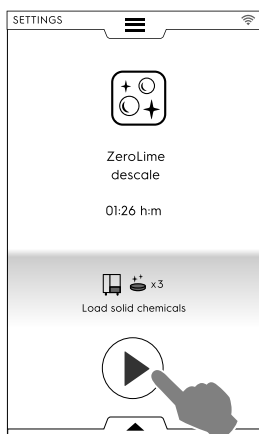 SETTINGS
ZeroLime
descale
01:26 h:m
x3
Load solid chemicals